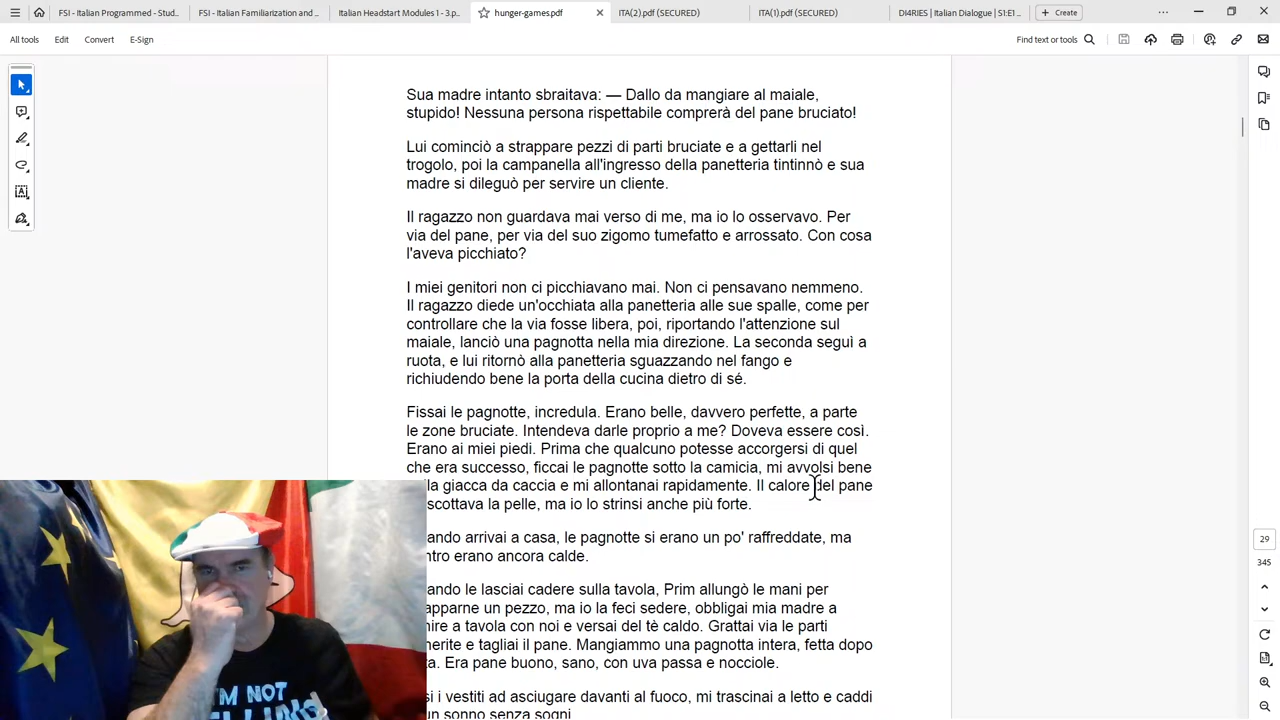 FSI - Italian Programmed - Stud...
FSI - Italian Familiarization and ...
Italian Headstart Modules 1 - 3.p...
hunger-games.pdf
ITA(2).pdf (SECURED)
ITA(1).pdf (SECURED)
DI4RIES | Italian Dialogue | S1:E1 ...
Create
All tools
Edit
Convert
E-Sign
Find text or tools
Sua madre intanto sbraitava: — Dallo da mangiare al maiale,
stupido! Nessuna persona rispettabile comprerà del pane bruciato!
Lui cominciò a strappare pezzi di parti bruciate e a gettarli nel
trogolo, poi la campanella all'ingresso della panetteria tintinnò e sua
madre si dileguò per servire un cliente.
Il ragazzo non guardava mai verso di me, ma io lo osservavo. Per
via del pane, per via del suo zigomo tumefatto e arrossato. Con cosa
l'aveva picchiato?
I miei genitori non ci picchiavano mai. Non ci pensavano nemmeno.
Il ragazzo diede un'occhiata alla panetteria alle sue spalle, come per
controllare che la via fosse libera, poi, riportando l'attenzione sul
maiale, lanciò una pagnotta nella mia direzione. La seconda seguì a
ruota, e lui ritornò alla panetteria sguazzando nel fango e
richiudendo bene la porta della cucina dietro di sé.
Fissai le pagnotte, incredula. Erano belle, davvero perfette, a parte
le zone bruciate. Intendeva darle proprio a me? Doveva essere così.
Erano ai miei piedi. Prima che qualcuno potesse accorgersi di quel
che era successo, ficcai le pagnotte sotto la camicia, mi avvolsi bene
la giacca da caccia e mi allontanai rapidamente. Il calore del pane
scottava la pelle, ma io lo strinsi anche più forte.
ando arrivai a casa, le pagnotte si erano un po' raffreddate, ma
ntro erano ancora calde.
ando le lasciai cadere sulla tavola, Prim allungò le mani per
apparne un pezzo, ma io la feci sedere, obbligai mia madre a
nire a tavola con noi e versai del tè caldo. Grattai via le parti
nerite e tagliai il pane. Mangiammo una pagnotta intera, fetta dopo
ta. Era pane buono, sano, con uva passa e nocciole.
si i vestiti ad asciugare davanti al fuoco, mi trascinai a letto e caddi
un sonno senza sogni
29
345
I'M NOT